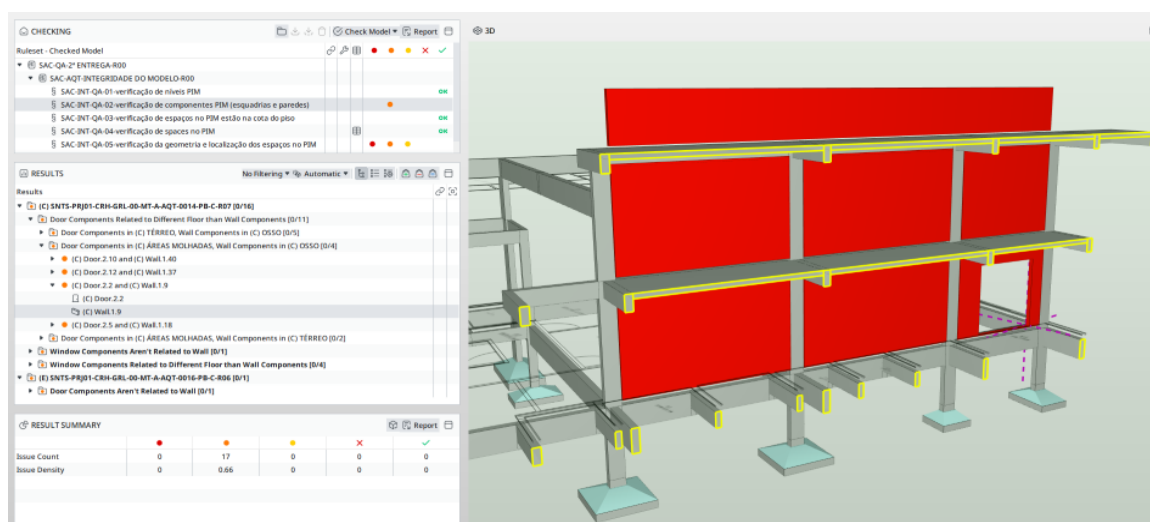 CHECKING
Check Model
Report
3D
Ruleset - Checked Model
SAC-QA-2ª ENTREGA-R00
SAC-AQT-INTEGRIDADE DO MODELO-R00
§ SAC-INT-QA-01-verificação de níveis PIM OK
§ SAC-INT-QA-02-verificação de componentes PIM (esquadrias e paredes)
§ SAC-INT-QA-03-verificação de espaços no PIM estão na cota do piso OK
§ SAC-INT-QA-04-verificação de spaces no PIM OK
§ SAC-INT-QA-05-verificação da geometria e localização dos espaços no PIM
RESULTS
No Filtering
Automatic
Results
(C) SNTS-PRJ01-CRH-GRL-00-MT-A-AQT-0014-PB-C-R07 [0/16]
Door Components Related to Different Floor than Wall Components [0/11]
Door Components in (C) TÉRREO, Wall Components in (C) OSSO [0/5]
Door Components in (C) ÁREAS MOLHADAS, Wall Components in (C) OSSO [0/4]
(C) Door.2.10 and (C) Wall.1.40
(C) Door.2.12 and (C) Wall.1.37
(C) Door.2.2 and (C) Wall.1.9
(C) Door.2.2
(C) Wall.1.9
(C) Door.2.5 and (C) Wall.1.18
Door Components in (C) ÁREAS MOLHADAS, Wall Components in (C) TÉRREO [0/2]
Window Components Aren't Related to Wall [0/1]
Window Components Related to Different Floor than Wall Components [0/4]
(E) SNTS-PRJ01-CRH-GRL-00-MT-A-AQT-0016-PB-C-R06 [0/1]
Door Components Aren't Related to Wall [0/1]
RESULT SUMMARY
Report
Issue Count 0 17 0 0 0
Issue Density 0 0.66 0 0 0